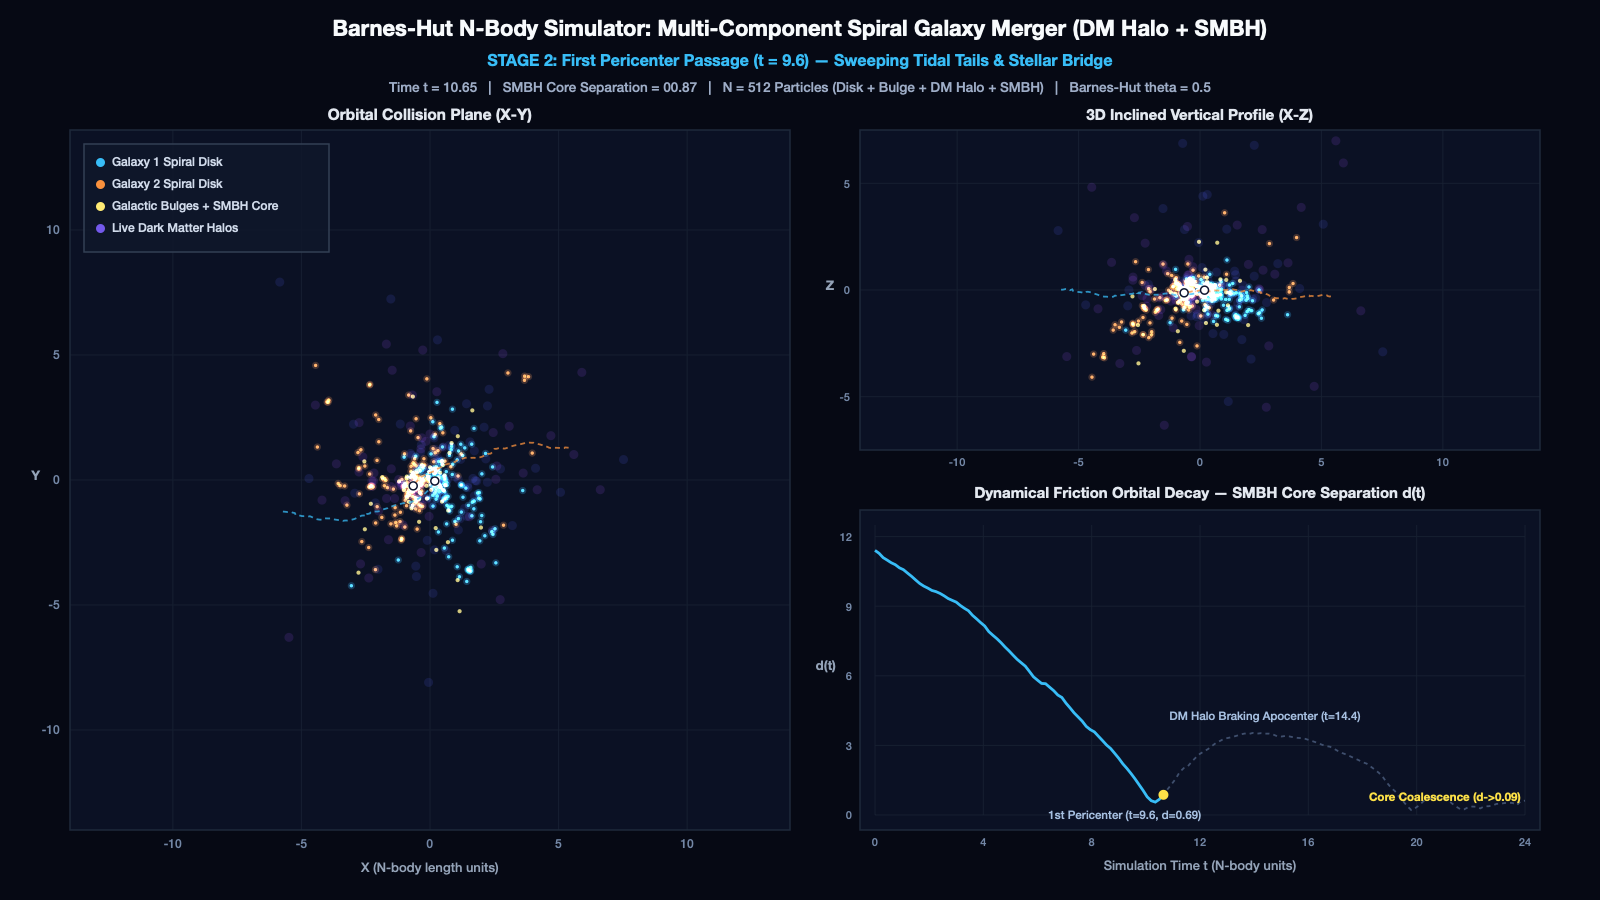 Barnes-Hut N-Body Simulator: Multi-Component Spiral Galaxy Merger (DM Halo + SMBH)
STAGE 2: First Pericenter Passage (t = 9.6) — Sweeping Tidal Tails & Stellar Bridge
Time t = 10.65 | SMBH Core Separation = 00.87 | N = 512 Particles (Disk + Bulge + DM Halo + SMBH) | Barnes-Hut theta = 0.5
Orbital Collision Plane (X-Y)
Galaxy 1 Spiral Disk
Galaxy 2 Spiral Disk
Galactic Bulges + SMBH Core
Live Dark Matter Halos
10
5
Y
0
-5
-10
-10
-5
0
5
10
X (N-body length units)
3D Inclined Vertical Profile (X-Z)
5
Z
0
-5
-10
-5
0
5
10
Dynamical Friction Orbital Decay — SMBH Core Separation d(t)
12
9
d(t)
6
3
0
DM Halo Braking Apocenter (t=14.4)
Core Coalescence (d->0.09)
1st Pericenter (t=9.6, d=0.69)
0
4
8
12
16
20
24
Simulation Time t (N-body units)